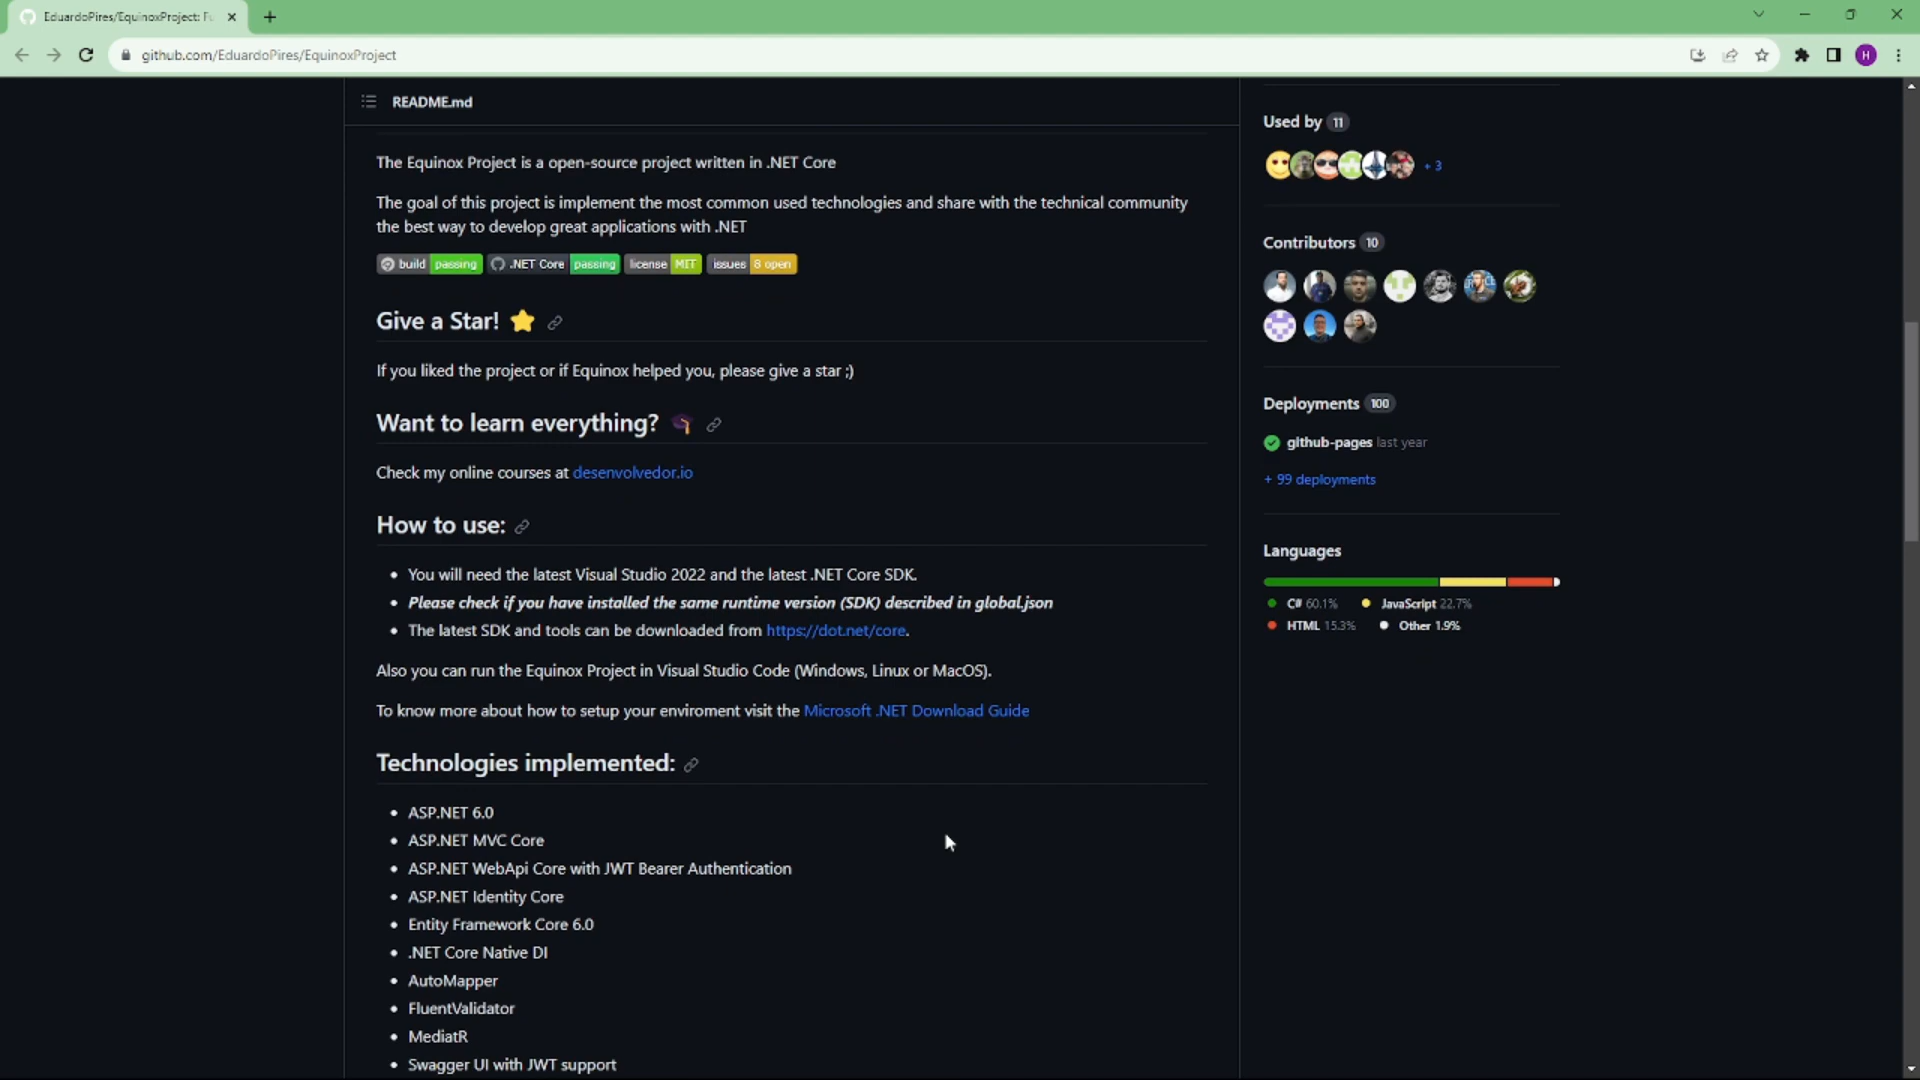 EduardoPires/EquinoxProject: Fu
github.com/EduardoPires/EquinoxProject
H
README.md
The Equinox Project is a open-source project written in .NET Core
The goal of this project is implement the most common used technologies and share with the technical community
the best way to develop great applications with .NET
build passing .NET Core passing license MIT issues 8 open
Give a Star! ⭐
If you liked the project or if Equinox helped you, please give a star ;)
Want to learn everything? 🎓
Check my online courses at desenvolvedor.io
How to use:
• You will need the latest Visual Studio 2022 and the latest .NET Core SDK.
• Please check if you have installed the same runtime version (SDK) described in global.json
• The latest SDK and tools can be downloaded from https://dot.net/core.
Also you can run the Equinox Project in Visual Studio Code (Windows, Linux or MacOS).
To know more about how to setup your enviroment visit the Microsoft .NET Download Guide
Technologies implemented:
• ASP.NET 6.0
• ASP.NET MVC Core
• ASP.NET WebApi Core with JWT Bearer Authentication
• ASP.NET Identity Core
• Entity Framework Core 6.0
• .NET Core Native DI
• AutoMapper
• FluentValidator
• MediatR
• Swagger UI with JWT support
Used by 11
+ 3
Contributors 10
Deployments 100
github-pages last year
+ 99 deployments
Languages
C# 60.1% JavaScript 22.7%
HTML 15.3% Other 1.9%